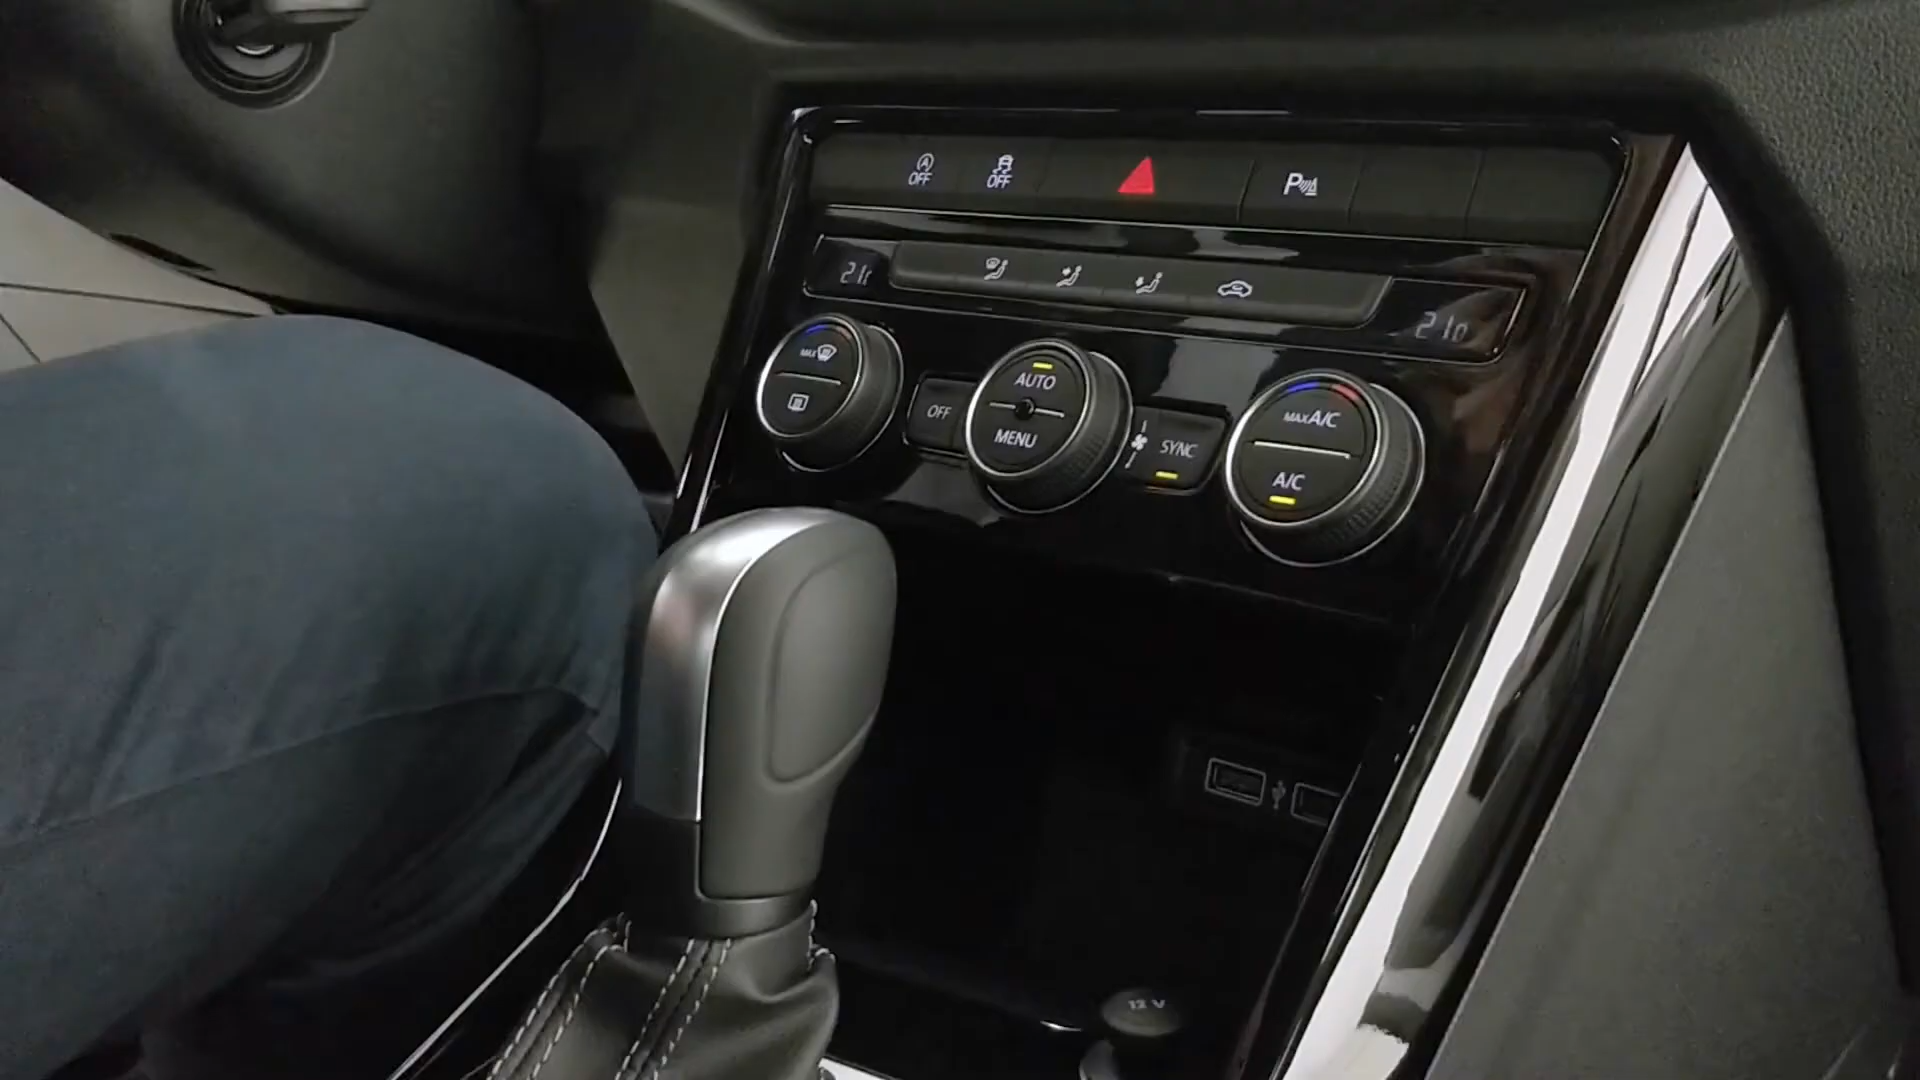 A
OFF
OFF
P
21
21
MAX
AUTO
OFF
MENU
SYNC
MAX A/C
A/C
12 V